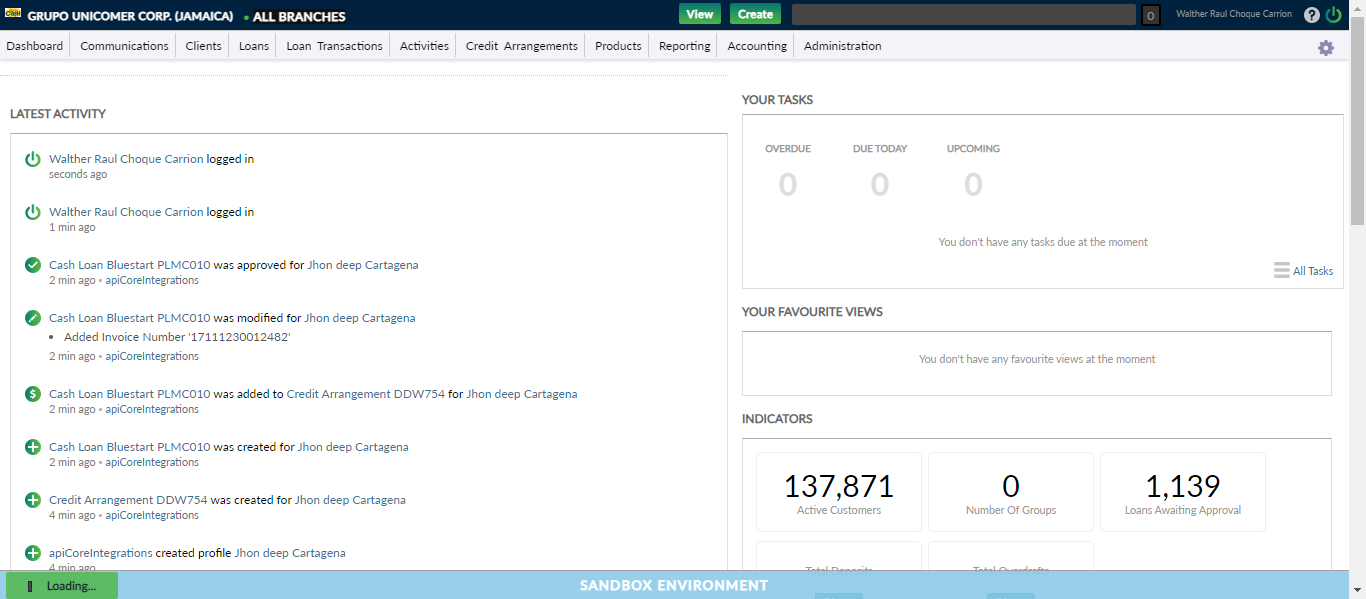 GRUPO UNICOMER CORP. (JAMAICA) • ALL BRANCHES View Create 0 Walther Raul Choque Carrion ?
Dashboard Communications Clients Loans Loan Transactions Activities Credit Arrangements Products Reporting Accounting Administration
LATEST ACTIVITY
Walther Raul Choque Carrion logged in
seconds ago
Walther Raul Choque Carrion logged in
1 min ago
Cash Loan Bluestart PLMC010 was approved for Jhon deep Cartagena
2 min ago • apiCoreIntegrations
Cash Loan Bluestart PLMC010 was modified for Jhon deep Cartagena
• Added Invoice Number '17111230012482'
2 min ago • apiCoreIntegrations
Cash Loan Bluestart PLMC010 was added to Credit Arrangement DDW754 for Jhon deep Cartagena
2 min ago • apiCoreIntegrations
Cash Loan Bluestart PLMC010 was created for Jhon deep Cartagena
2 min ago • apiCoreIntegrations
Credit Arrangement DDW754 was created for Jhon deep Cartagena
4 min ago • apiCoreIntegrations
apiCoreIntegrations created profile Jhon deep Cartagena
4 min ago
YOUR TASKS
OVERDUE DUE TODAY UPCOMING
0 0 0
You don't have any tasks due at the moment
All Tasks
YOUR FAVOURITE VIEWS
You don't have any favourite views at the moment
INDICATORS
137,871 0 1,139
Active Customers Number Of Groups Loans Awaiting Approval
Total Deposits Total Overdrafts
Loading... SANDBOX ENVIRONMENT